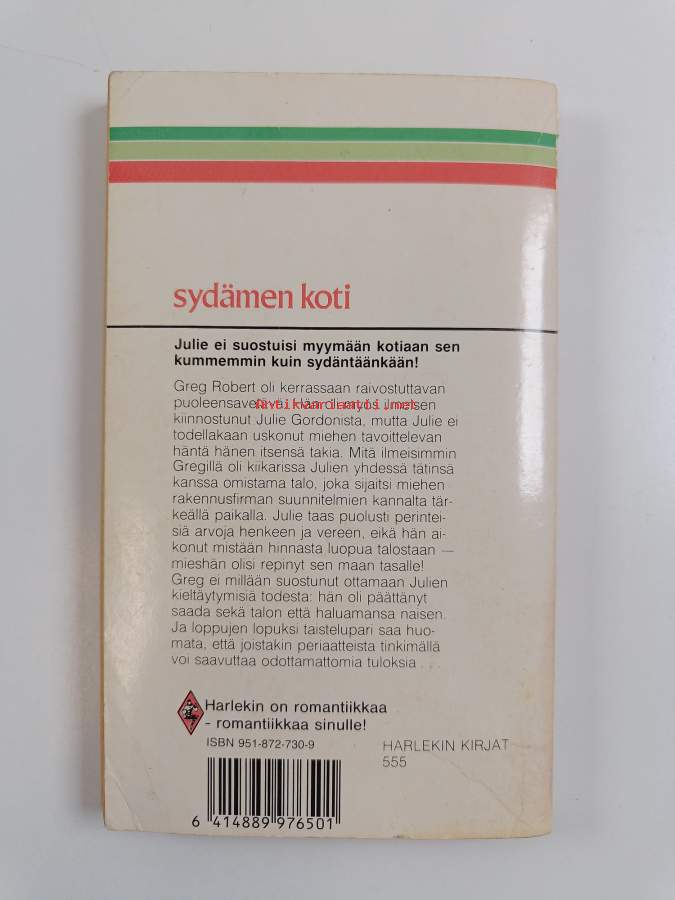 sydämen koti
Julie ei suostuisi myymään kotiaan sen
kummemmin kuin sydäntäänkään!
Greg Robert oli kerrassaan raivostuttavan
Antikvaariaatti.net
kiinnostunut Julie Gordonista, mutta Julie ei
todellakaan uskonut miehen tavoittelevan
häntä hänen itsensä takia. Mitä ilmeisimmin
Gregillä oli kiikarissa Julien yhdessä tätinsä
kanssa omistama talo, joka sijaitsi miehen
rakennusfirman suunnitelmien kannalta tär-
keällä paikalla. Julie taas puolusti perintei-
siä arvoja henkeen ja vereen, eikä hän ai-
konut mistään hinnasta luopua talostaan —
mieshän olisi repinyt sen maan tasalle!
Greg ei millään suostunut ottamaan Julien
kieltäytymisiä todesta: hän oli päättänyt
saada sekä talon että haluamansa naisen.
Ja loppujen lopuksi taistelupari saa huo-
mata, että joistakin periaatteista tinkimällä
voi saavuttaa odottamattomia tuloksia . . .
Harlekin on romantiikkaa
- romantiikkaa sinulle!
ISBN 951-872-730-9
HARLEKIN KIRJAT
555
6 414889 976501